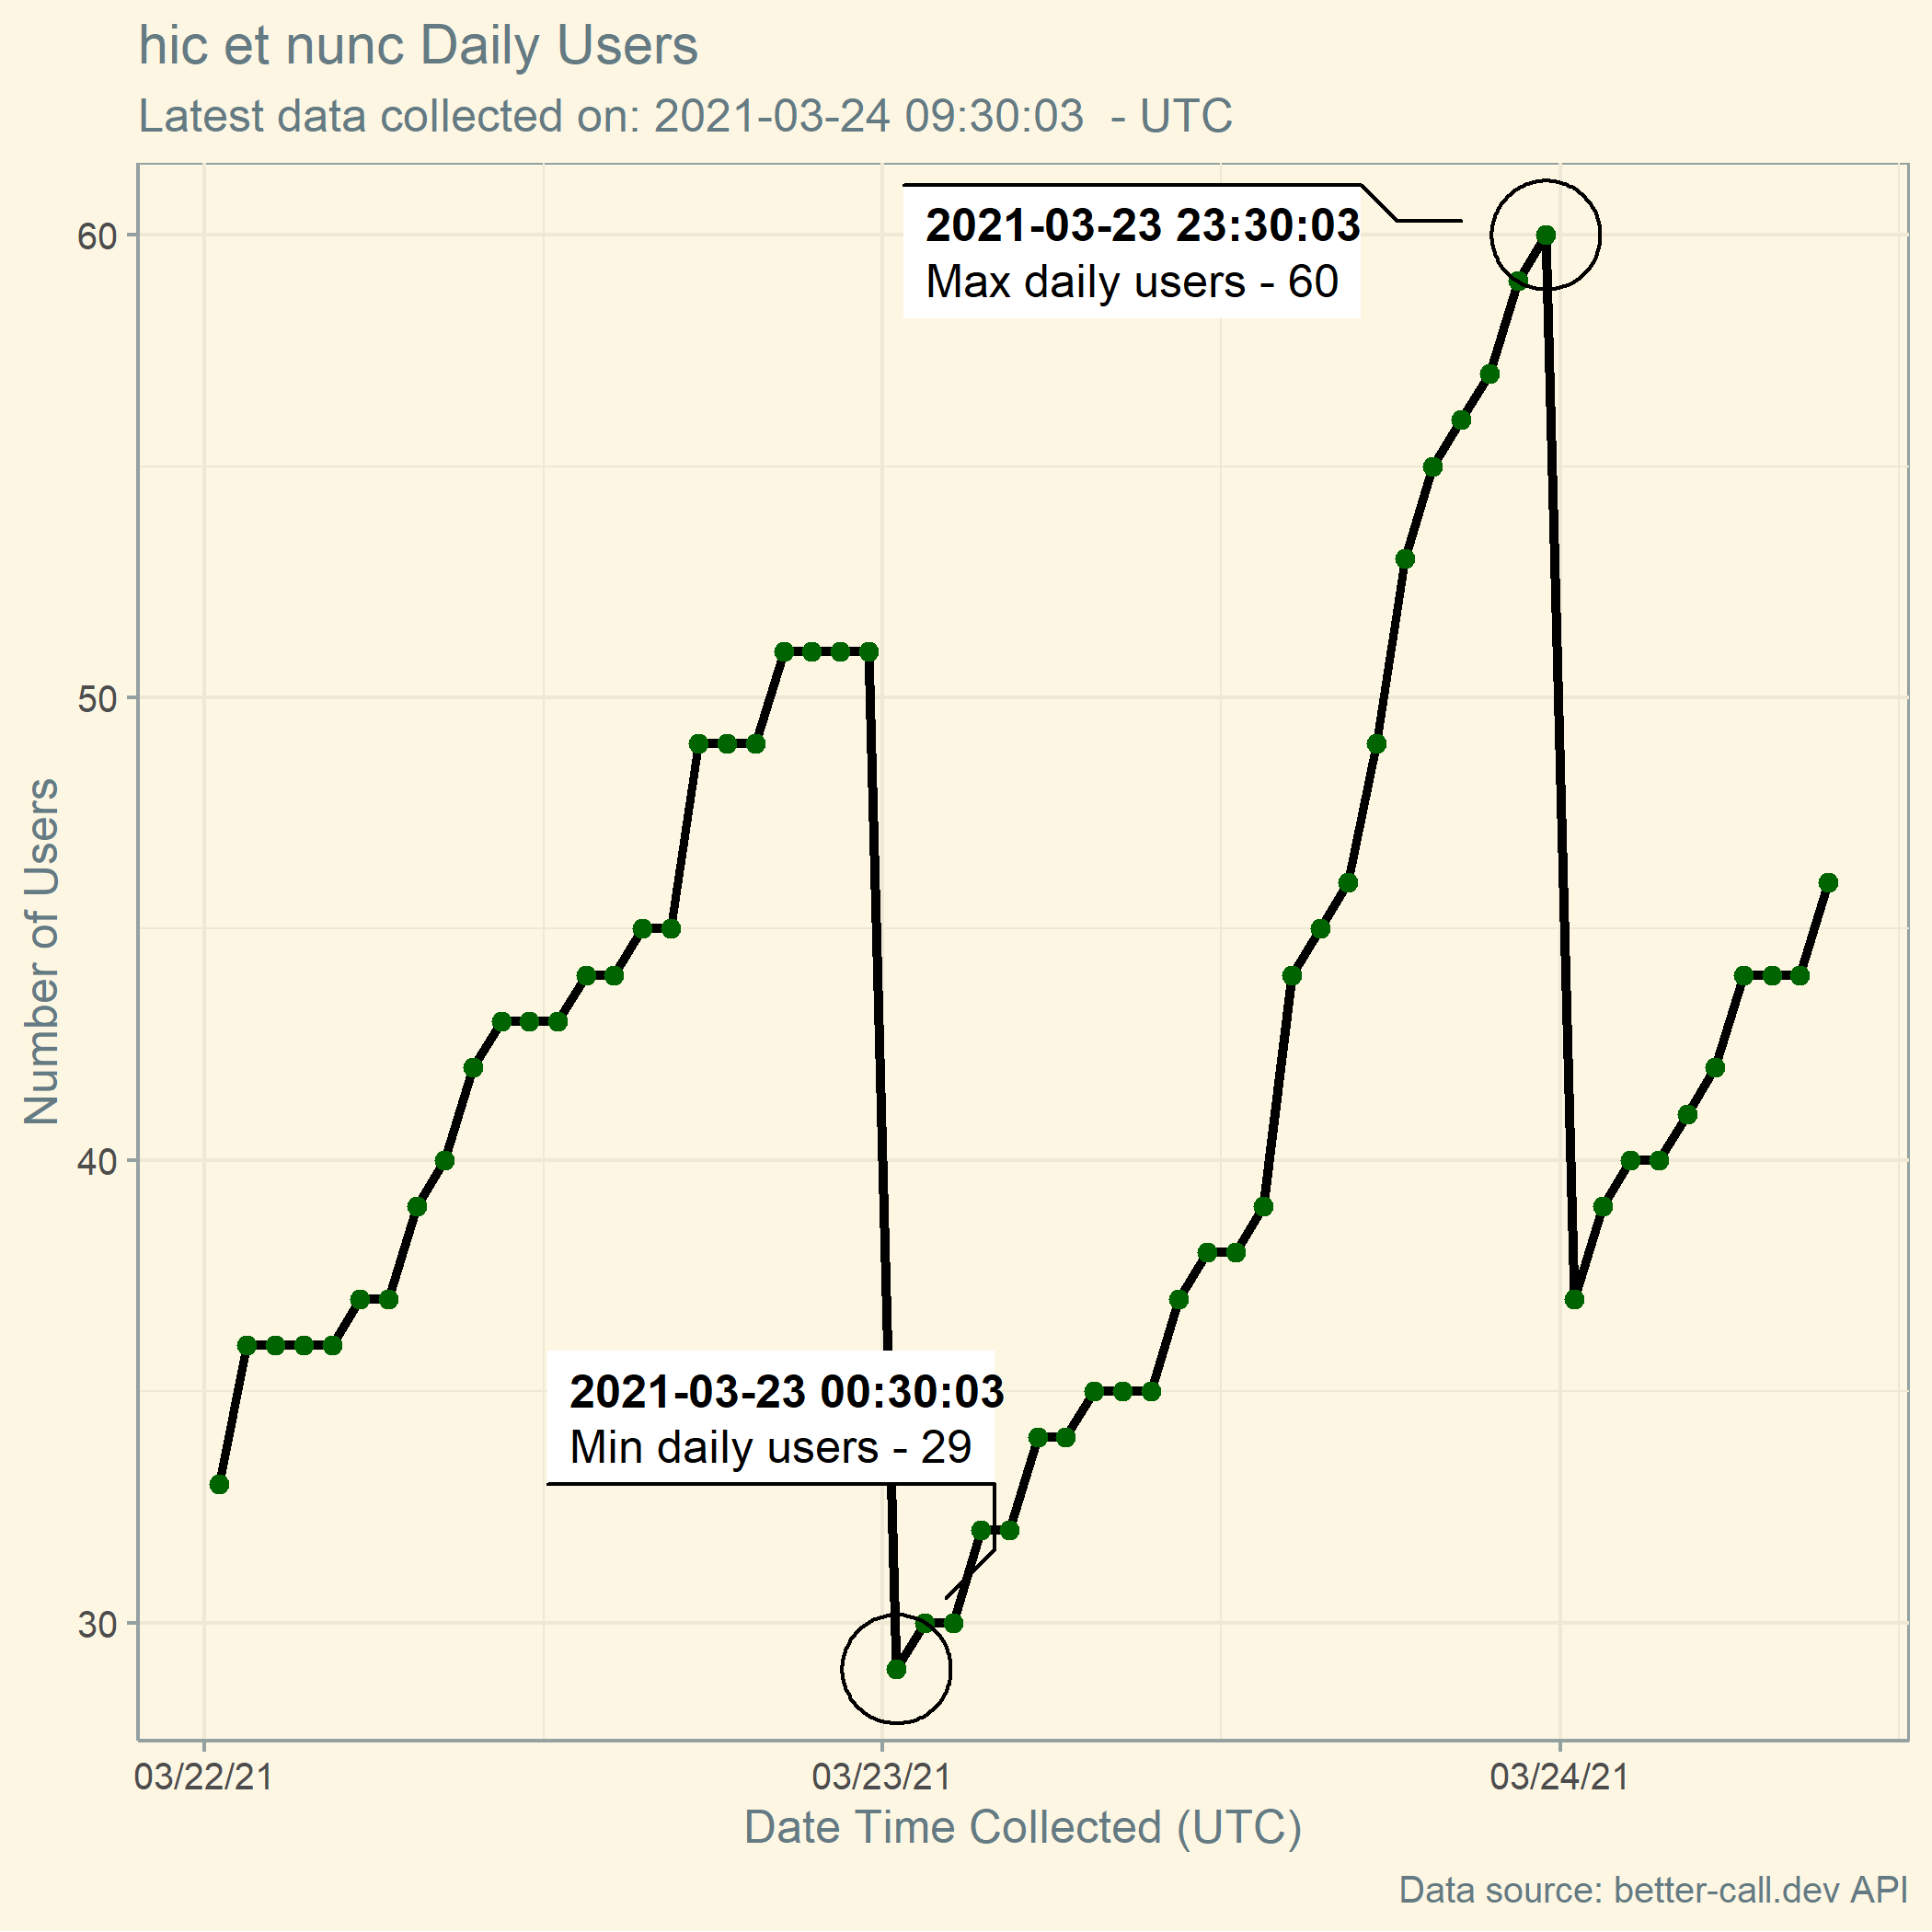 hic et nunc Daily Users
Latest data collected on: 2021-03-24 09:30:03  - UTC
2021-03-23 23:30:03
Max daily users - 60
2021-03-23 00:30:03
Min daily users - 29
Number of Users
60
50
40
30
03/22/21
03/23/21
03/24/21
Date Time Collected (UTC)
Data source: better-call.dev API